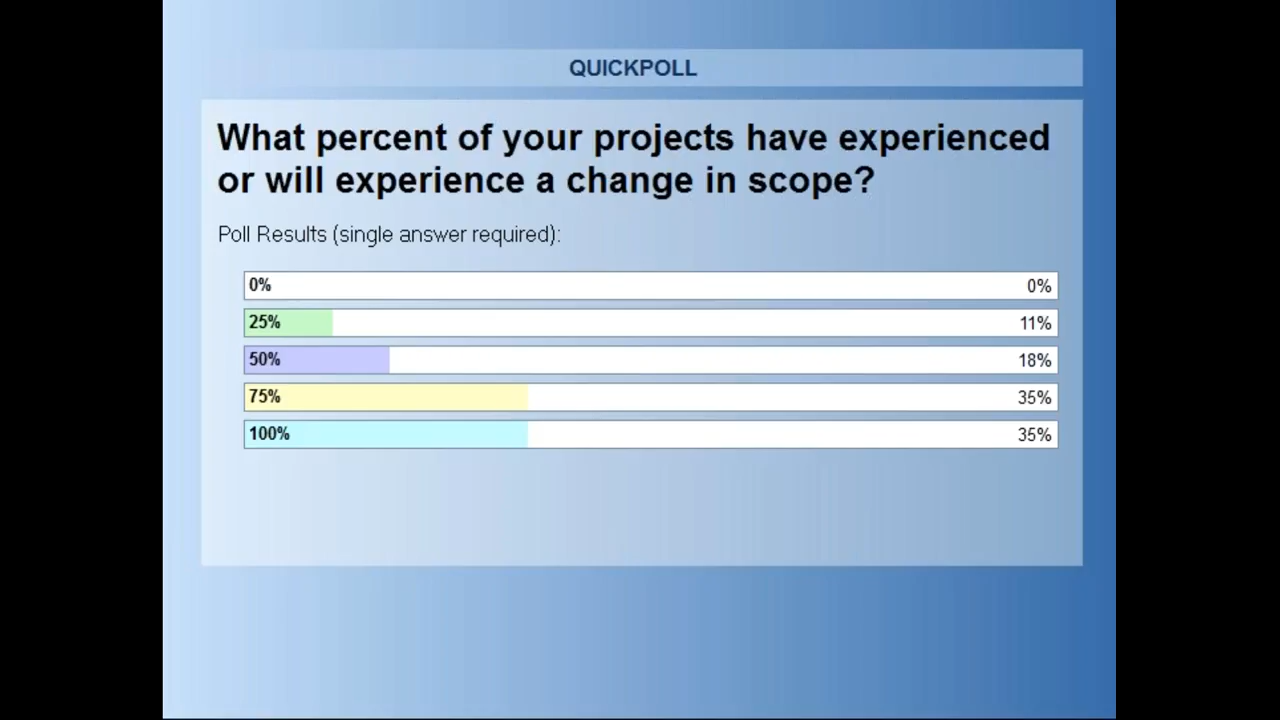 QUICKPOLL
What percent of your projects have experienced
or will experience a change in scope?
Poll Results (single answer required):
0% 0%
25% 11%
50% 18%
75% 35%
100% 35%